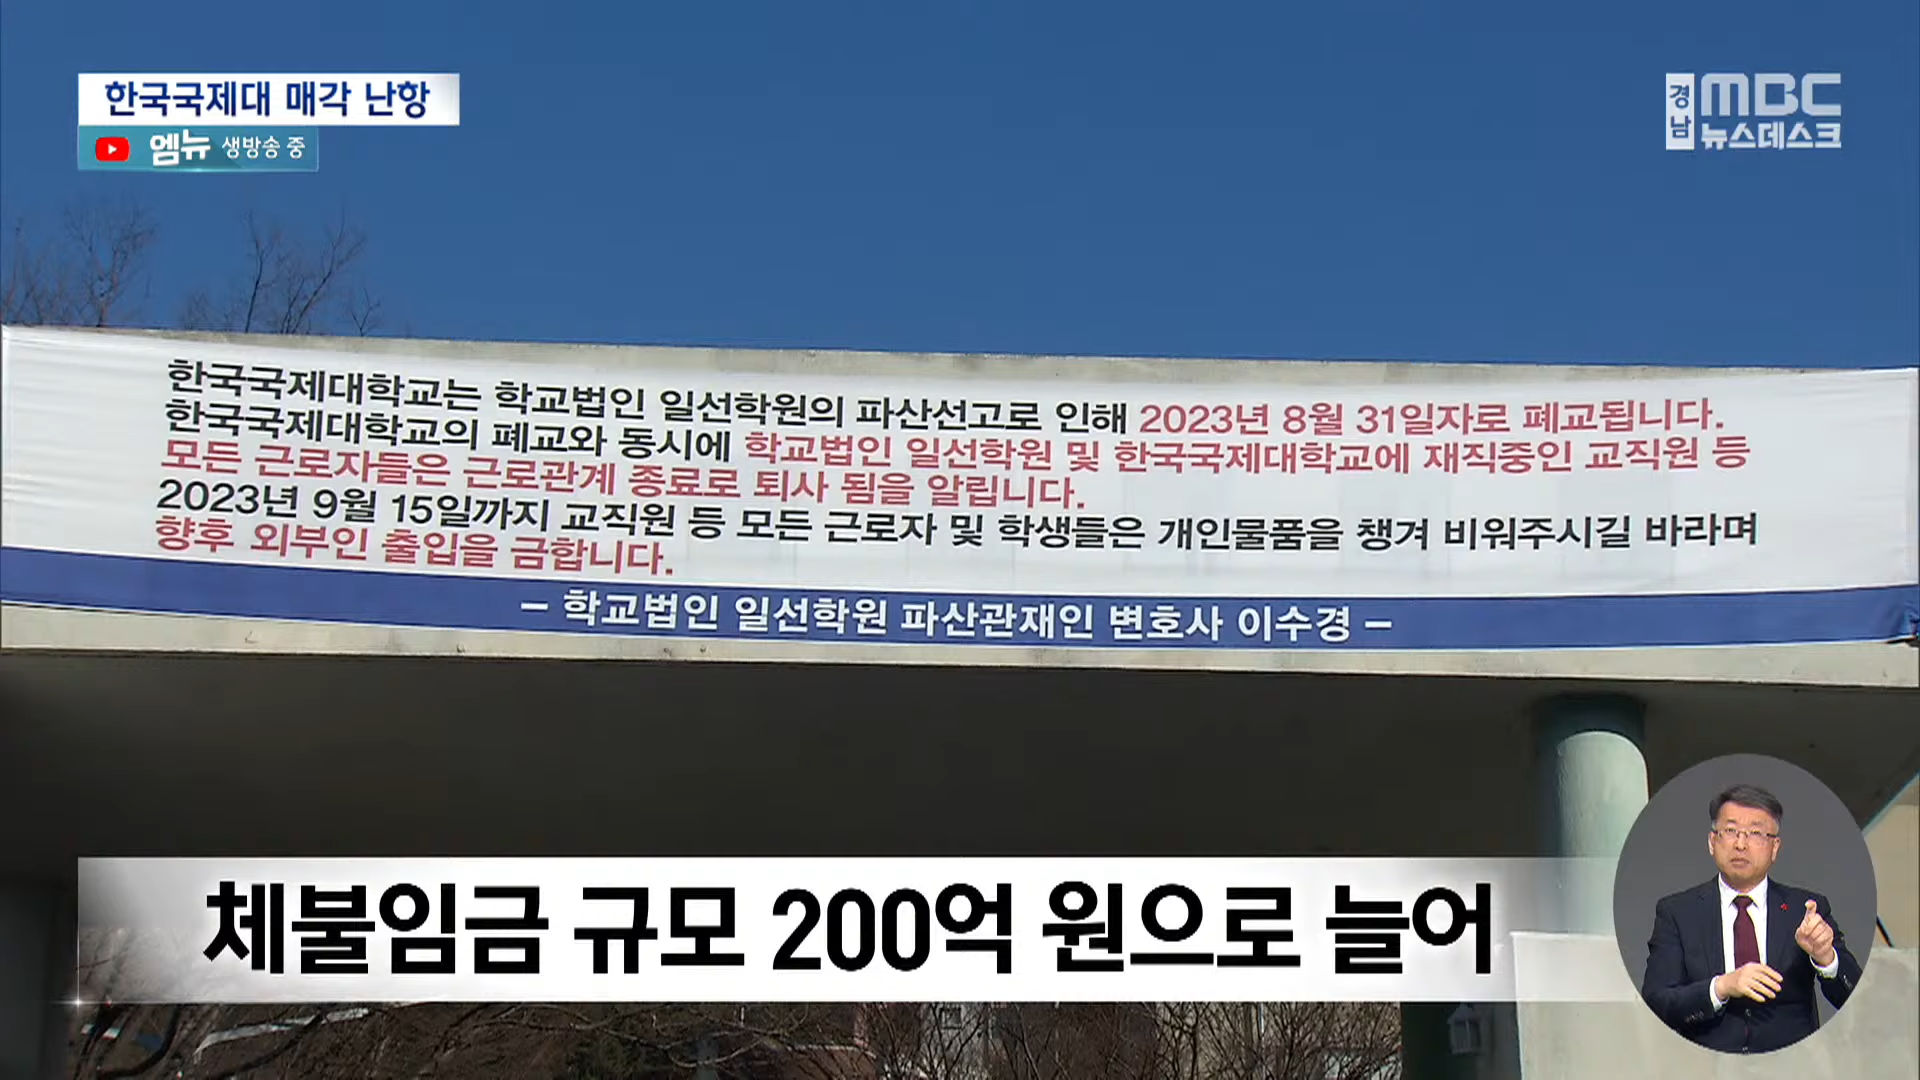 한국국제대 매각 난항
엠뉴 생방송 중
경남
MBC
뉴스데스크
한국국제대학교는 학교법인 일선학원의 파산선고로 인해 2023년 8월 31일자로 폐교됩니다.
한국국제대학교의 폐교와 동시에 학교법인 일선학원 및 한국국제대학교에 재직중인 교직원 등
모든 근로자들은 근로관계 종료로 퇴사 됨을 알립니다.
2023년 9월 15일까지 교직원 등 모든 근로자 및 학생들은 개인물품을 챙겨 비워주시길 바라며
향후 외부인 출입을 금합니다.
– 학교법인 일선학원 파산관재인 변호사 이수경 –
체불임금 규모 200억 원으로 늘어